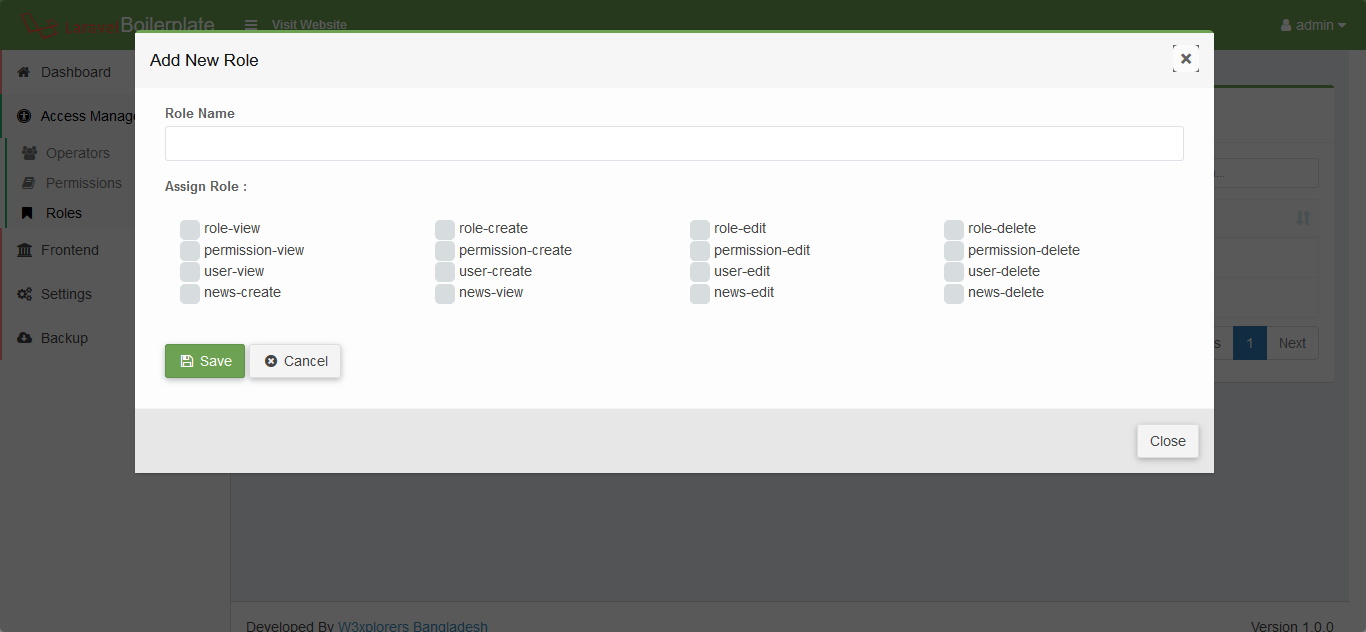 Laravel Boilerplate
Visit Website
admin
Add New Role
Dashboard
Access Manag
Operators
Permissions
Roles
Frontend
Settings
Backup
Role Name
Assign Role :
role-view role-create role-edit role-delete
permission-view permission-create permission-edit permission-delete
user-view user-create user-edit user-delete
news-create news-view news-edit news-delete
Save Cancel
s 1 Next
Close
Developed By W3xplorers Bangladesh
Version 1.0.0